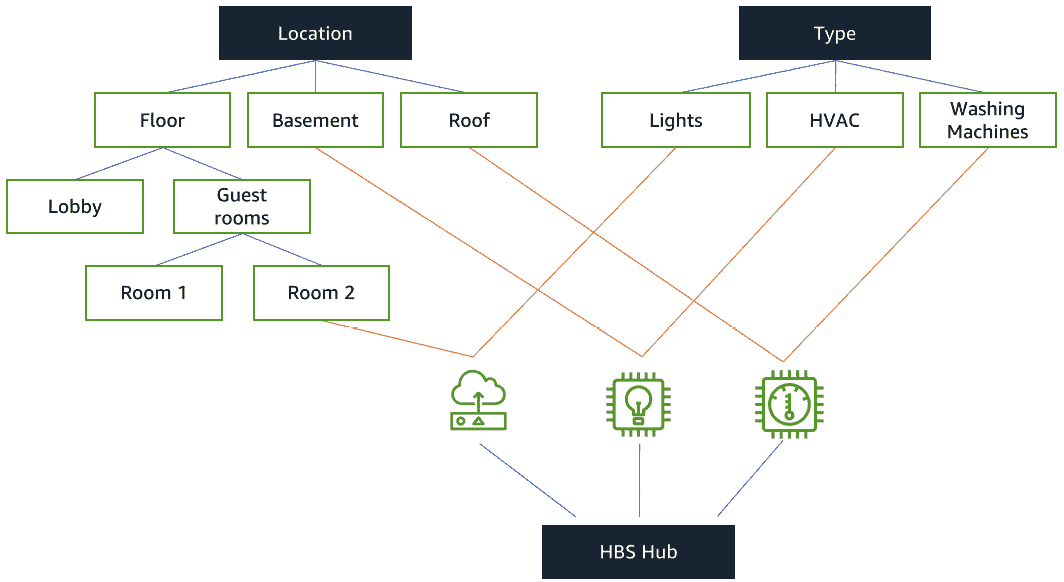 Location
Type
Floor
Basement
Roof
Lights
HVAC
Washing
Machines
Lobby
Guest
rooms
Room 1
Room 2
HBS Hub